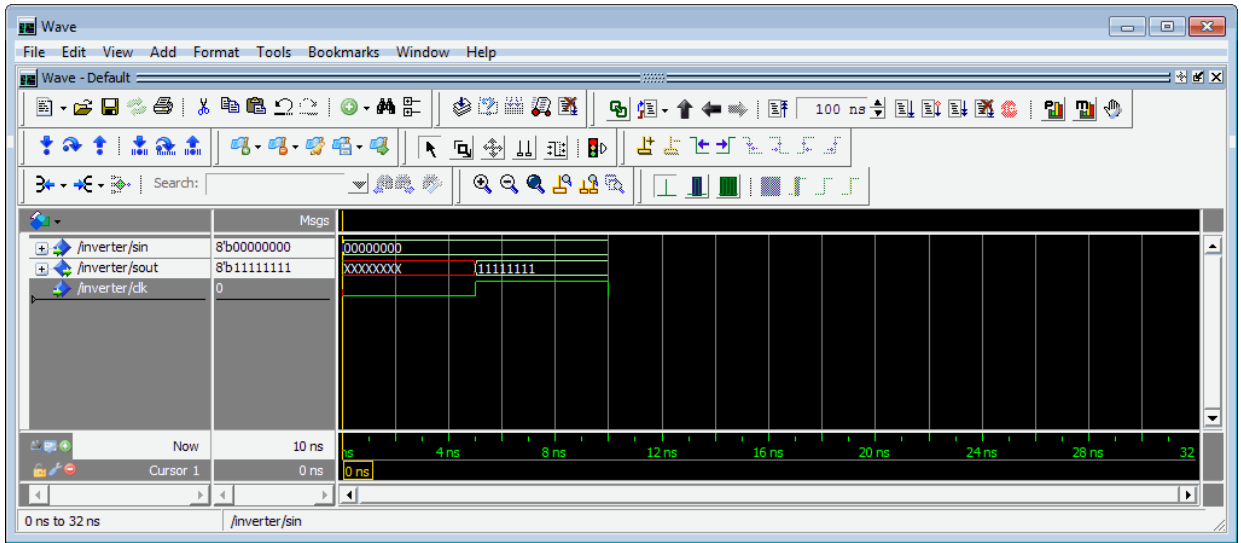 Wave
File Edit View Add Format Tools Bookmarks Window Help
Wave - Default
100 ns
Search:
Msgs
/inverter/sin 8'b00000000 00000000
/inverter/sout 8'b11111111 XXXXXXXX 11111111
/inverter/clk 0
Now 10 ns ns 4 ns 8 ns 12 ns 16 ns 20 ns 24 ns 28 ns 32
Cursor 1 0 ns 0 ns
0 ns to 32 ns /inverter/sin